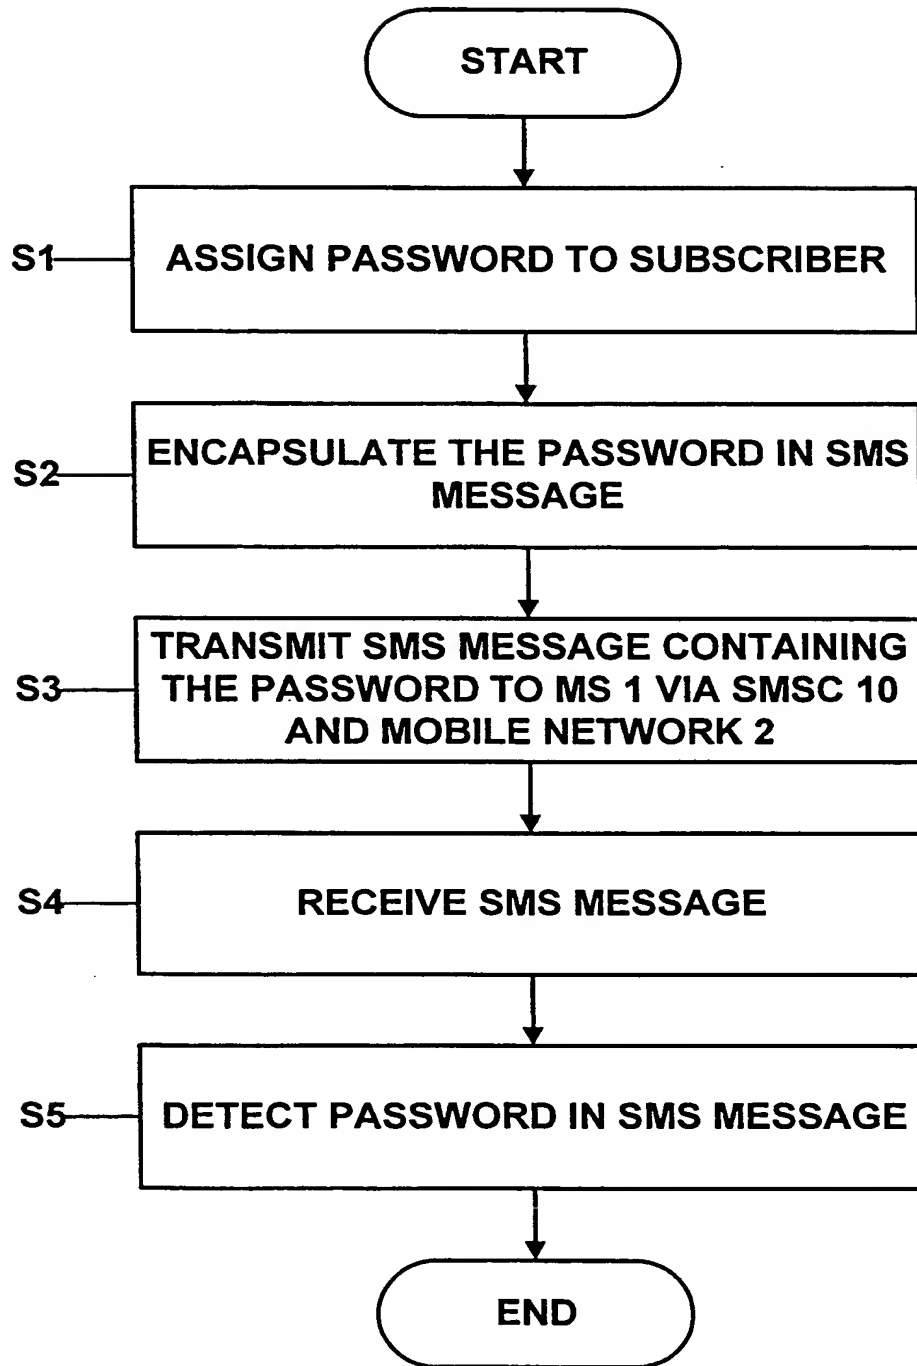 START
S1
ASSIGN PASSWORD TO SUBSCRIBER
S2
ENCAPSULATE THE PASSWORD IN SMS
MESSAGE
S3
TRANSMIT SMS MESSAGE CONTAINING
THE PASSWORD TO MS 1 VIA SMSC 10
AND MOBILE NETWORK 2
S4
RECEIVE SMS MESSAGE
S5
DETECT PASSWORD IN SMS MESSAGE
END